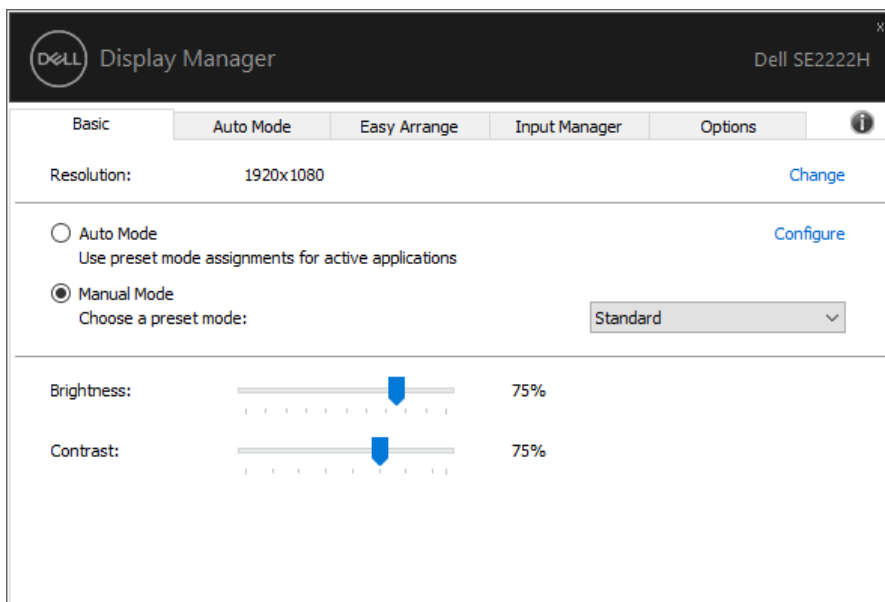 x
DELL Display Manager Dell SE2222H
Basic Auto Mode Easy Arrange Input Manager Options i
Resolution: 1920x1080 Change
Auto Mode Configure
Use preset mode assignments for active applications
Manual Mode
Choose a preset mode: Standard
Brightness: 75%
Contrast: 75%